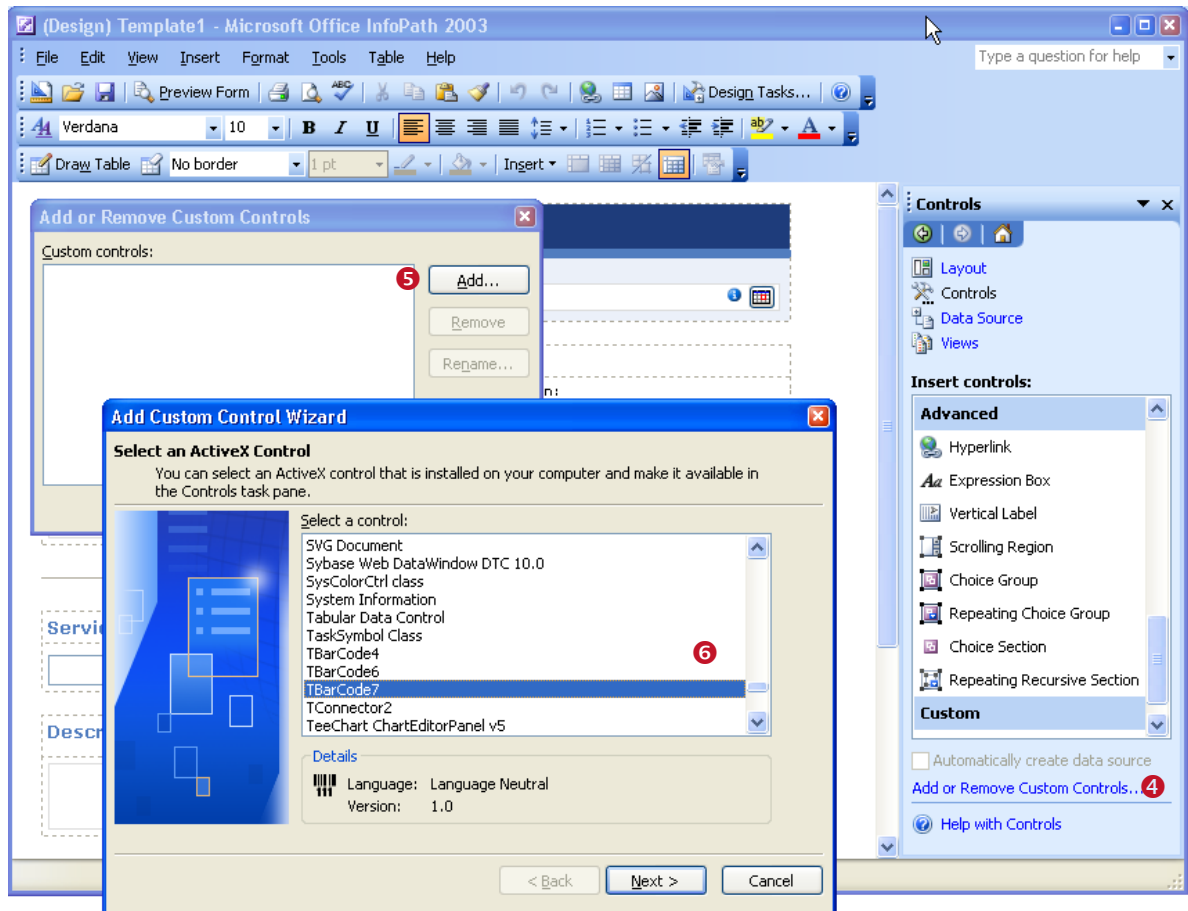 (Design) Template1 - Microsoft Office InfoPath 2003
File Edit View Insert Format Tools Table Help
Type a question for help
Preview Form ABC Design Tasks...
Verdana 10 B I U ab A
Draw Table No border 1 pt Insert
Add or Remove Custom Controls
Custom controls:
5
Add...
Remove
Rename...
n:
Add Custom Control Wizard
Select an ActiveX Control
You can select an ActiveX control that is installed on your computer and make it available in
the Controls task pane.
Select a control:
SVG Document
Sybase Web DataWindow DTC 10.0
SysColorCtrl class
System Information
Tabular Data Control
TaskSymbol Class
TBarCode4
TBarCode6
TBarCode7
TConnector2
TeeChart ChartEditorPanel v5
6
Details
Language: Language Neutral
Version: 1.0
< Back Next > Cancel
Servi
Descr
Controls
Layout
Controls
Data Source
Views
Insert controls:
Advanced
Hyperlink
Aa Expression Box
Vertical Label
Scrolling Region
Choice Group
Repeating Choice Group
Choice Section
Repeating Recursive Section
Custom
Automatically create data source
Add or Remove Custom Controls... 4
Help with Controls